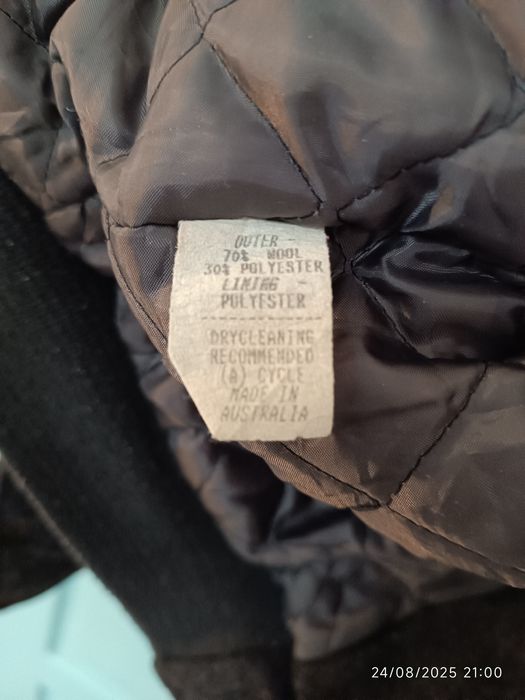 OUTER -
70% WOOL
30% POLYESTER
LINING -
POLYESTER
DRYCLEANING
RECOMMENDED
(A) CYCLE
MADE IN
AUSTRALIA
24/08/2025 21:00